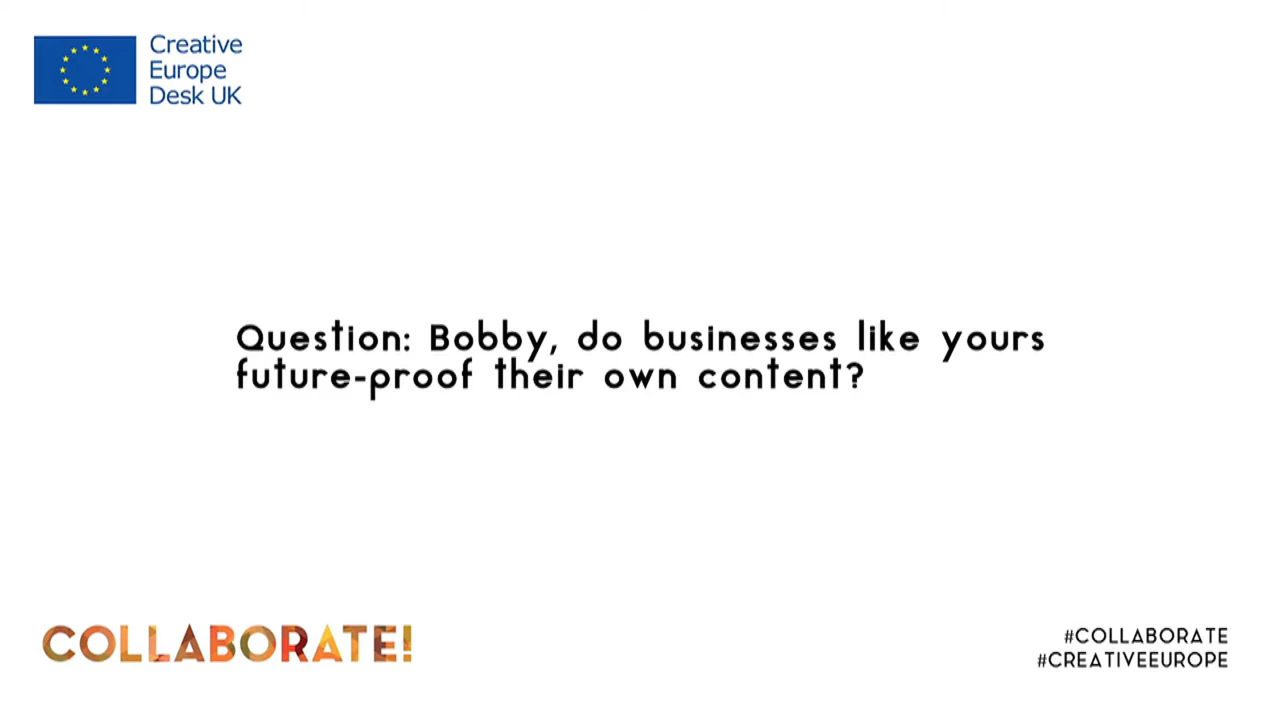 Creative
Europe
Desk UK
Question: Bobby, do businesses like yours
future-proof their own content?
COLLABORATE!
#COLLABORATE
#CREATIVEEUROPE